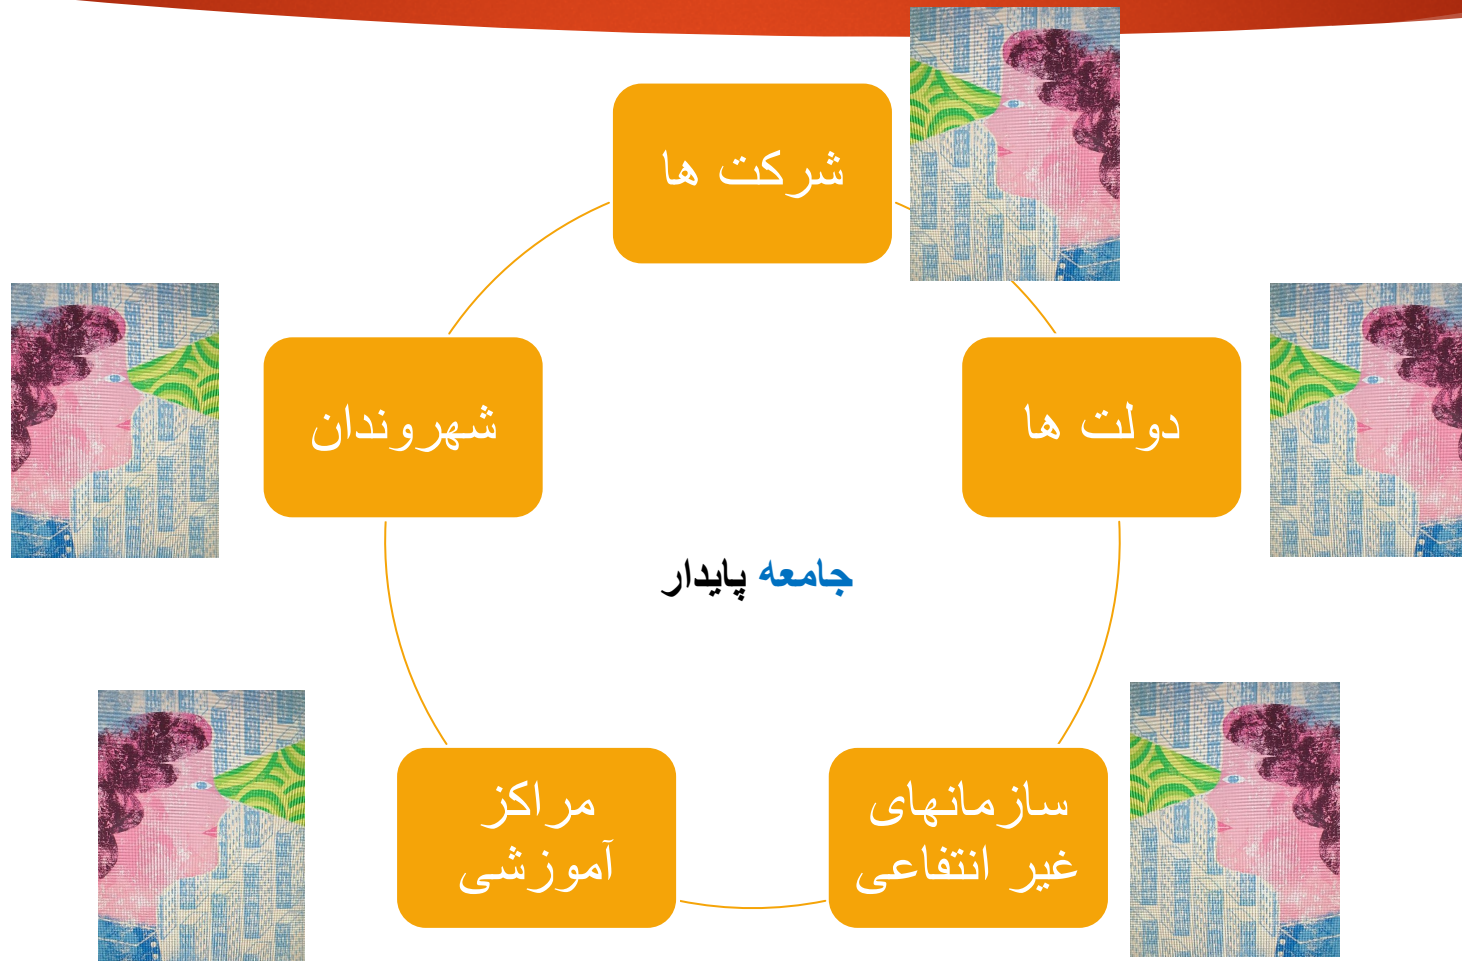 شرکت ها
دولت ها
شهروندان
جامعه پایدار
سازمانهای
غیر انتفاعی
مراکز
آموزشی